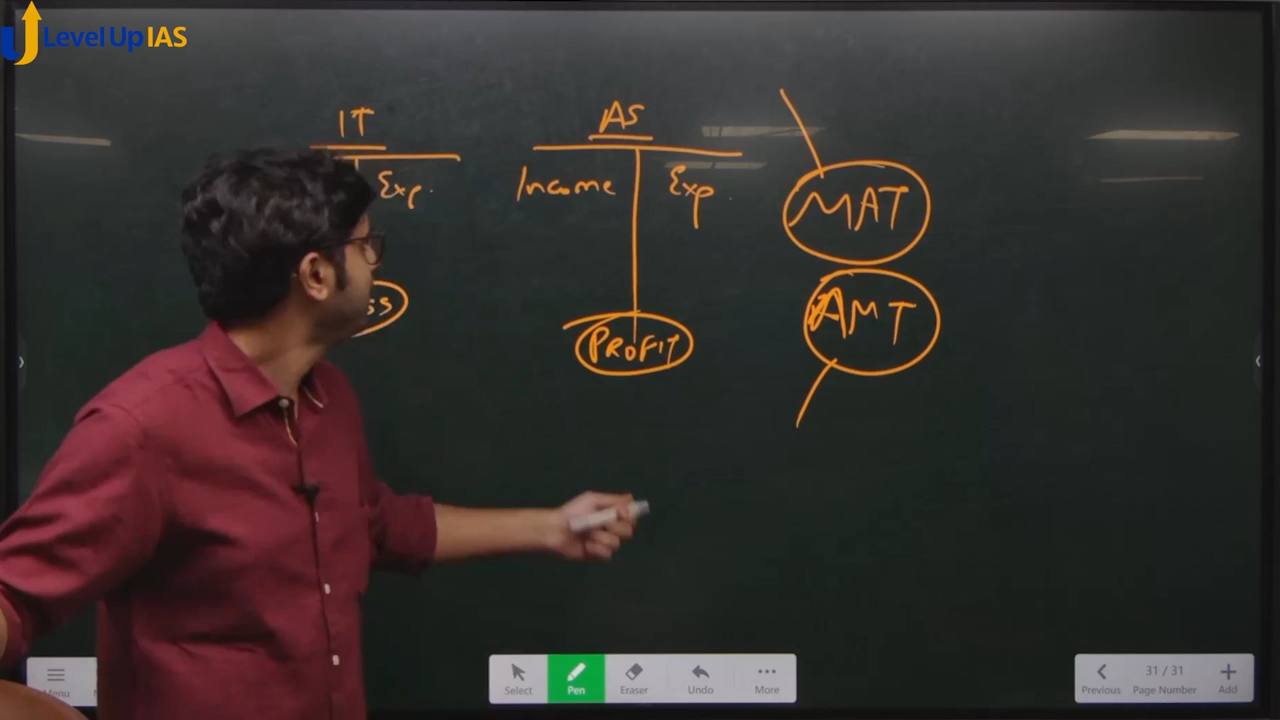 Level Up IAS
IT
AS
Exp.
Income
Exp.
MAT
AMT
PROFIT
Select
Pen
Eraser
Undo
More
31 / 31
Previous
Page Number
Add